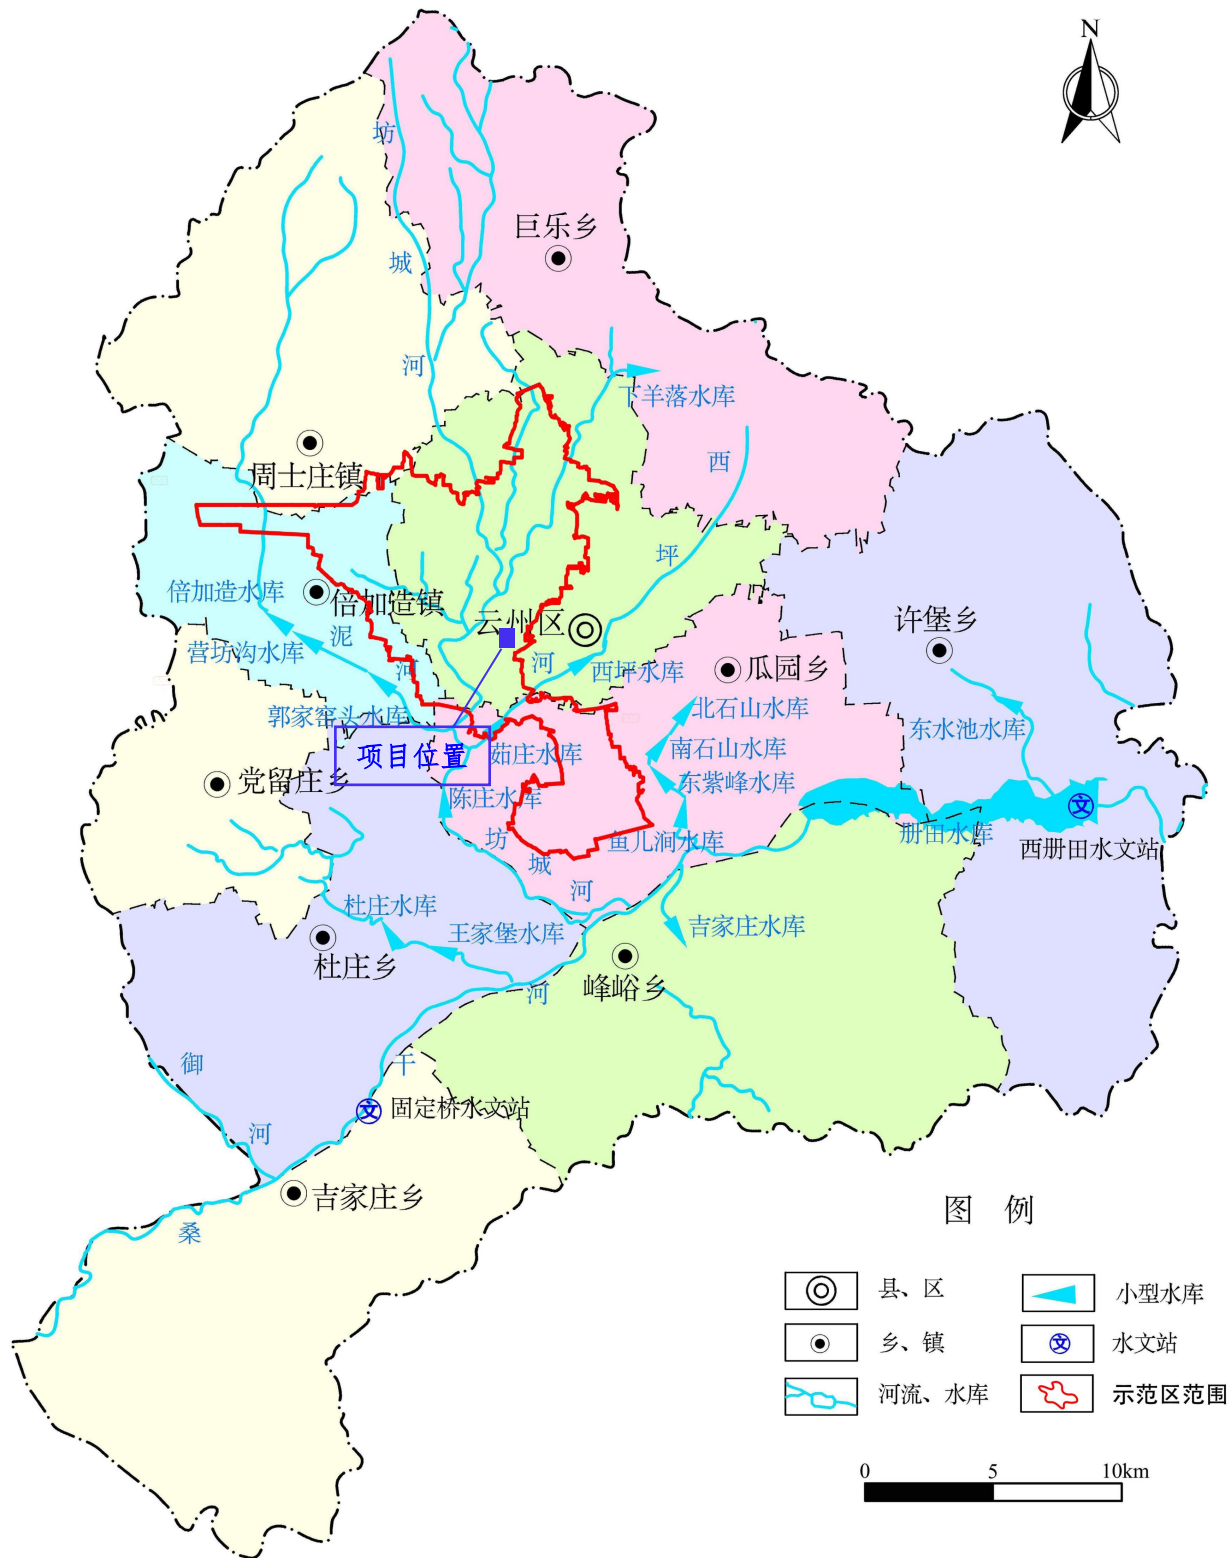 N
坊
巨乐乡
城
河
下羊落水库
西
周士庄镇
坪
倍加造水库
倍加造镇
云州区
许堡乡
泥
营坊沟水库
河
河
西坪水库
瓜园乡
北石山水库
郭家窑头水库
东水池水库
项目位置
茹庄水库
南石山水库
党留庄乡
东紫峰水库
陈庄水库
坊
鱼儿涧水库
册田水库
西册田水文站
城
河
杜庄水库
王家堡水库
吉家庄水库
杜庄乡
峰峪乡
河
御
干
固定桥水文站
河
吉家庄乡
桑
图 例
县、区
小型水库
乡、镇
文
水文站
河流、水库
示范区范围
0 5 10km
文
文